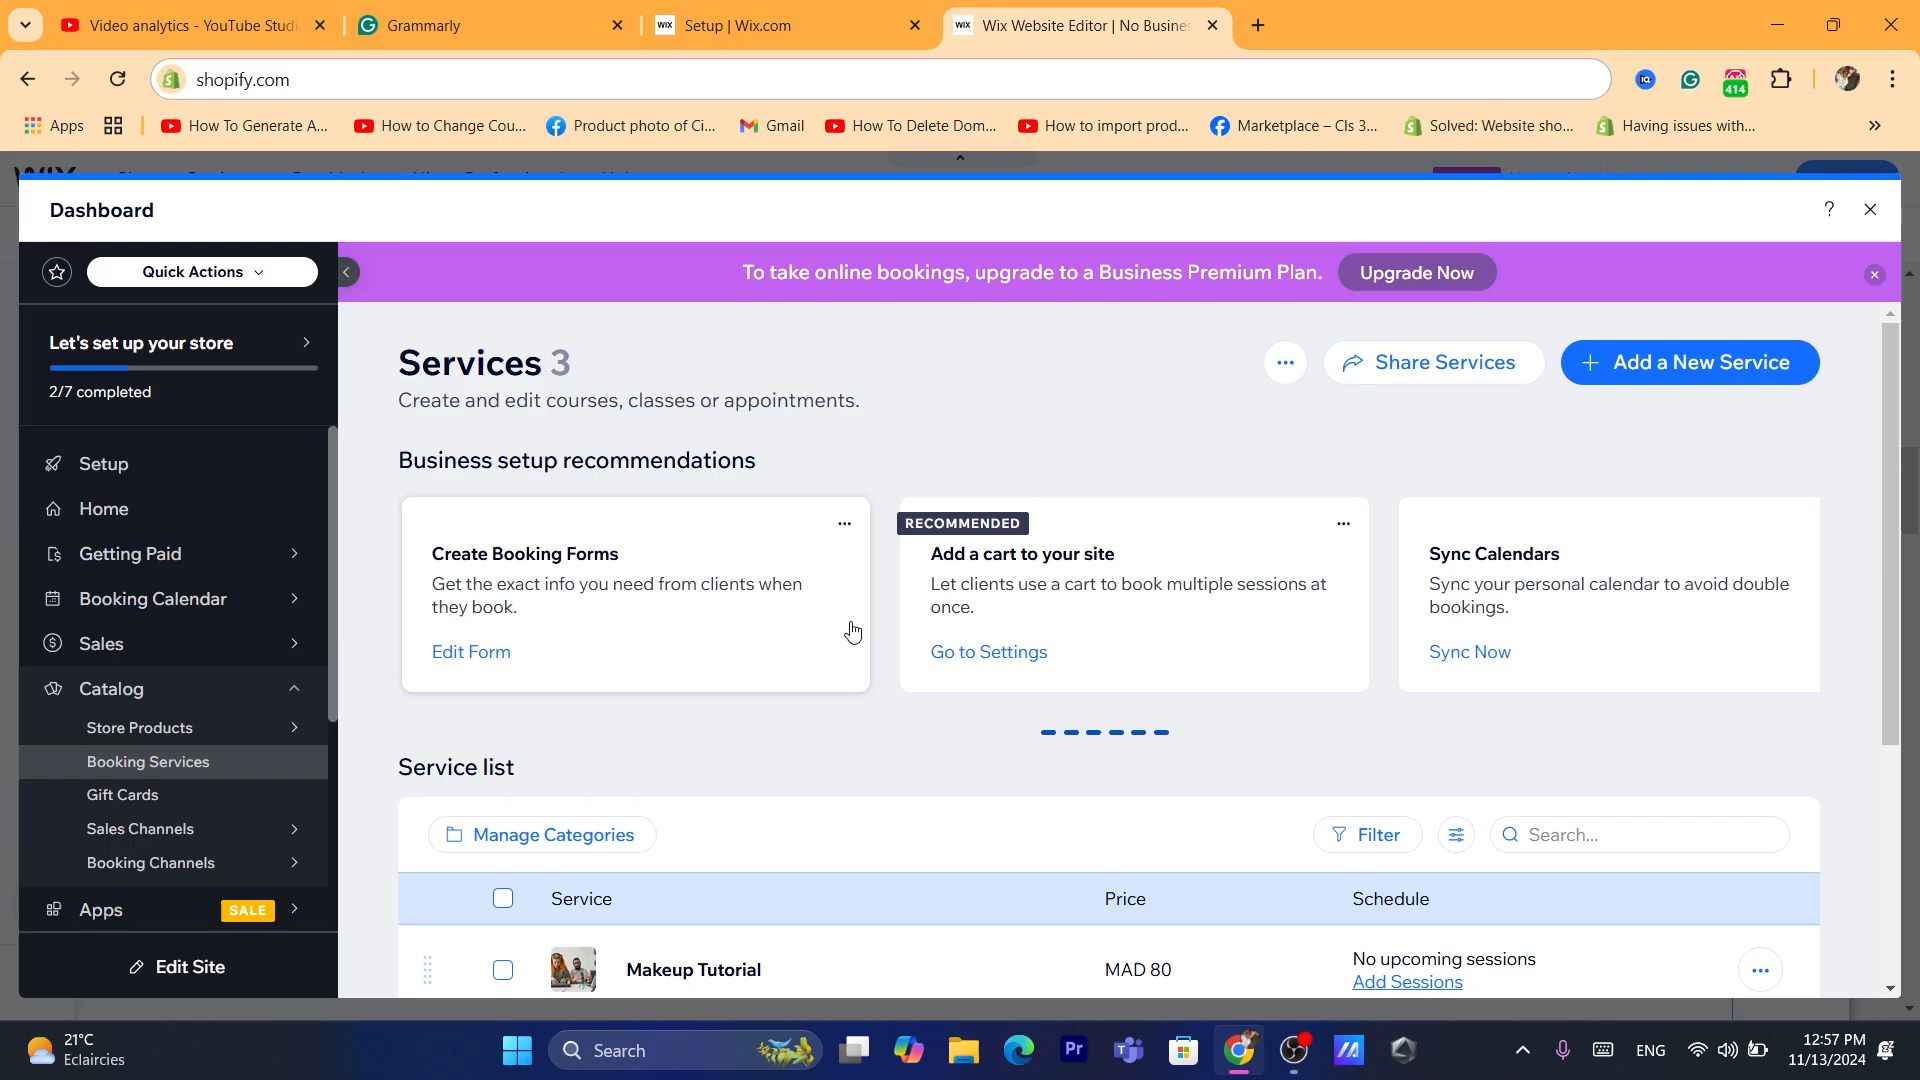 Video analytics - YouTube Studi
Grammarly
WIX
Setup | Wix.com
WIX
Wix Website Editor | No Busines
shopify.com
414
Apps
How To Generate A...
How to Change Cou...
Product photo of Ci...
Gmail
How To Delete Dom...
How to import prod...
Marketplace – Cls 3...
Solved: Website sho...
Having issues with...
Dashboard
?
Quick Actions
To take online bookings, upgrade to a Business Premium Plan.
Upgrade Now
Let's set up your store
2/7 completed
Services 3
Create and edit courses, classes or appointments.
Share Services
Add a New Service
Setup
Home
Getting Paid
Booking Calendar
Sales
Catalog
Store Products
Booking Services
Gift Cards
Sales Channels
Booking Channels
Apps
SALE
Edit Site
Business setup recommendations
Create Booking Forms
Get the exact info you need from clients when
they book.
Edit Form
RECOMMENDED
Add a cart to your site
Let clients use a cart to book multiple sessions at
once.
Go to Settings
Sync Calendars
Sync your personal calendar to avoid double
bookings.
Sync Now
Service list
Manage Categories
Filter
Search...
Service
Price
Schedule
Makeup Tutorial
MAD 80
No upcoming sessions
Add Sessions
21°C
Eclaircies
Search
Pr
ENG
12:57 PM
11/13/2024